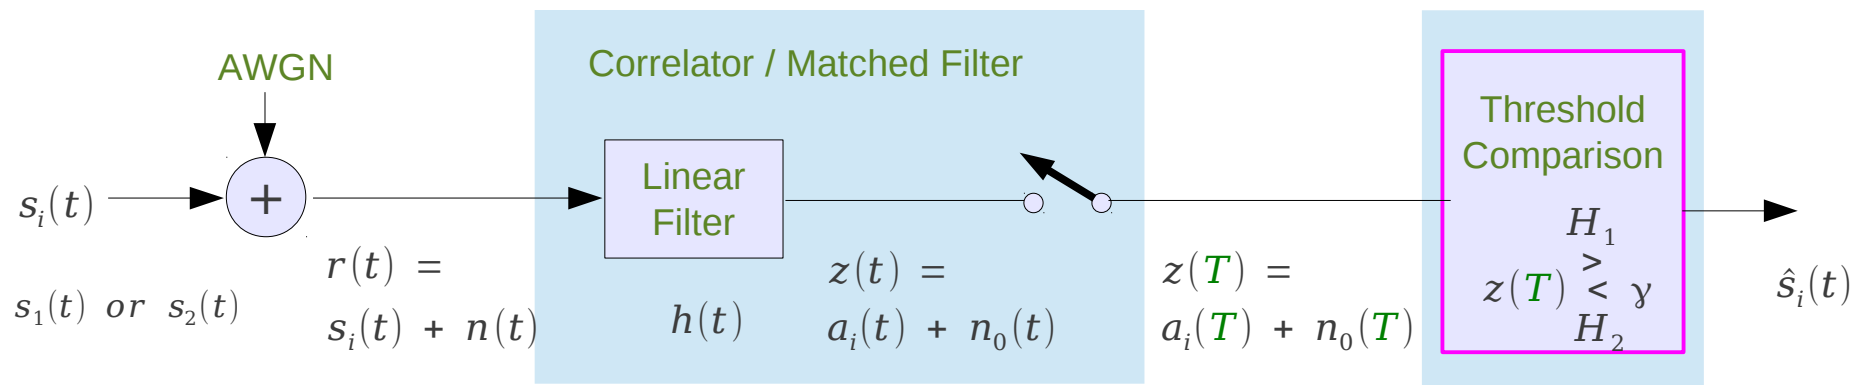 AWGN
Correlator / Matched Filter
Threshold
Comparison
Linear
Filter
+
s_i(t)
r(t) =
s_i(t) + n(t)
s_1(t) or s_2(t)
h(t)
z(t) =
a_i(t) + n_0(t)
z(T) =
a_i(T) + n_0(T)
H_1
>
z(T) < γ
H_2
ŝ_i(t)